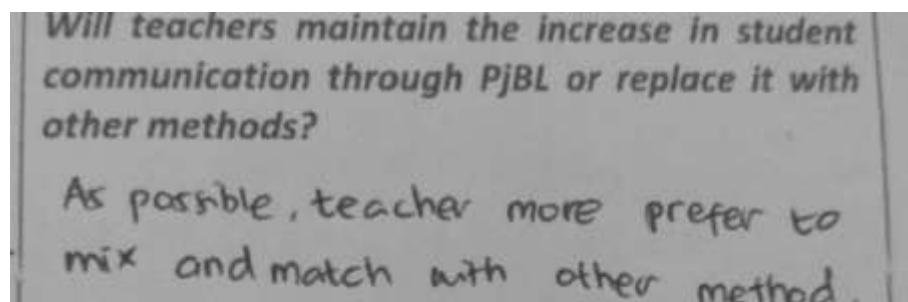 Will teachers maintain the increase in student
communication through PjBL or replace it with
other methods?
As possible, teacher more prefer to
mix and match with other method.